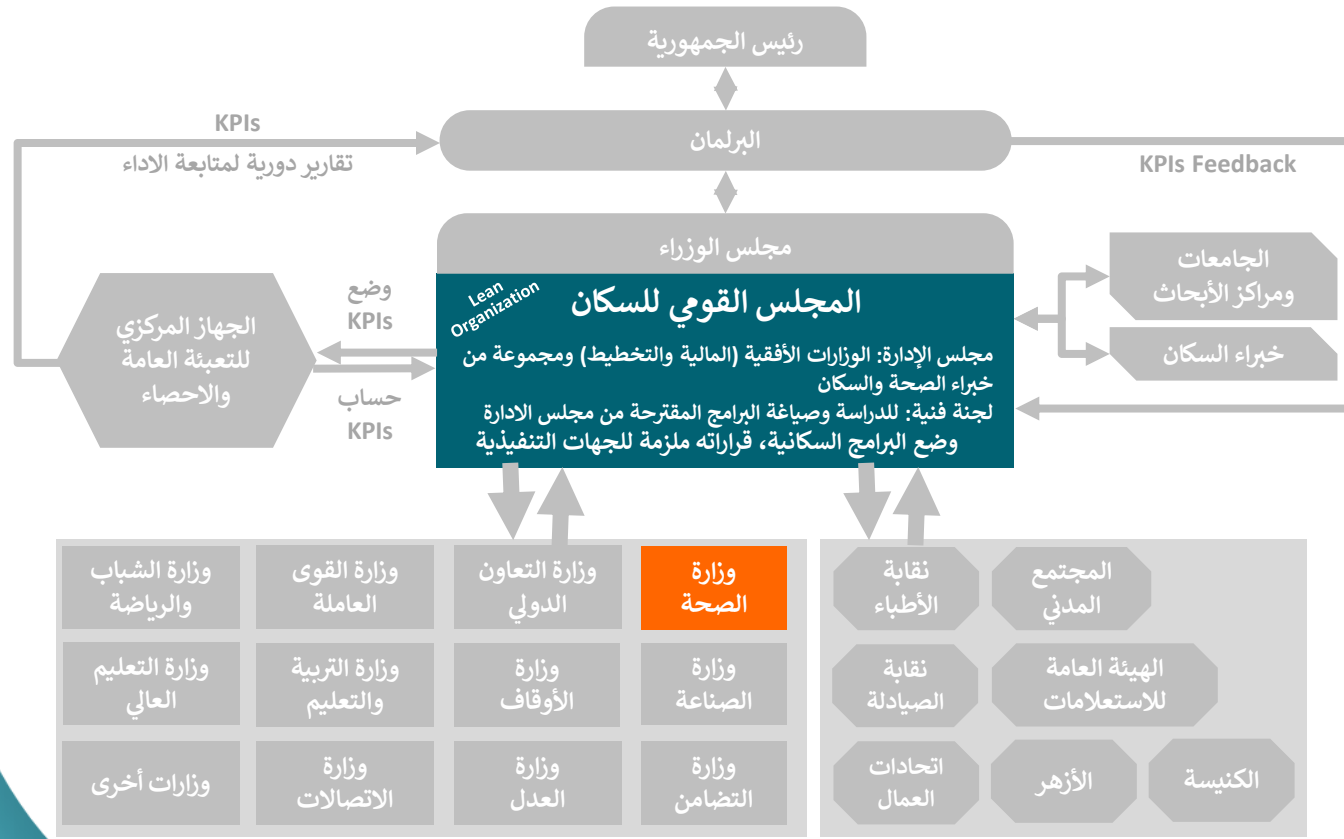 رئيس الجمهورية
KPIs
تقارير دورية لمتابعة الاداء
البرلمان
KPIs Feedback
مجلس الوزراء
Lean
Organization
المجلس القومي للسكان
مجلس الإدارة: الوزارات الأفقية (المالية والتخطيط) ومجموعة من
خبراء الصحة والسكان
لجنة فنية: للدراسة وصياغة البرامج المقترحة من مجلس الادارة
وضع البرامج السكانية، قراراته ملزمة للجهات التنفيذية
الجامعات
ومراكز الأبحاث
خبراء السكان
وضع
KPIs
حساب
KPIs
الجهاز المركزي
للتعبئة العامة
والاحصاء
المجتمع
المدني
نقابة
الأطباء
الهيئة العامة
للاستعلامات
نقابة
الصيادلة
الكنيسة
الأزهر
اتحادات
العمال
وزارة
الصحة
وزارة التعاون
الدولي
وزارة القوى
العاملة
وزارة الشباب
والرياضة
وزارة
الصناعة
وزارة
الأوقاف
وزارة التربية
والتعليم
وزارة التعليم
العالي
وزارة
التضامن
وزارة
العدل
وزارة
الاتصالات
وزارات أخرى